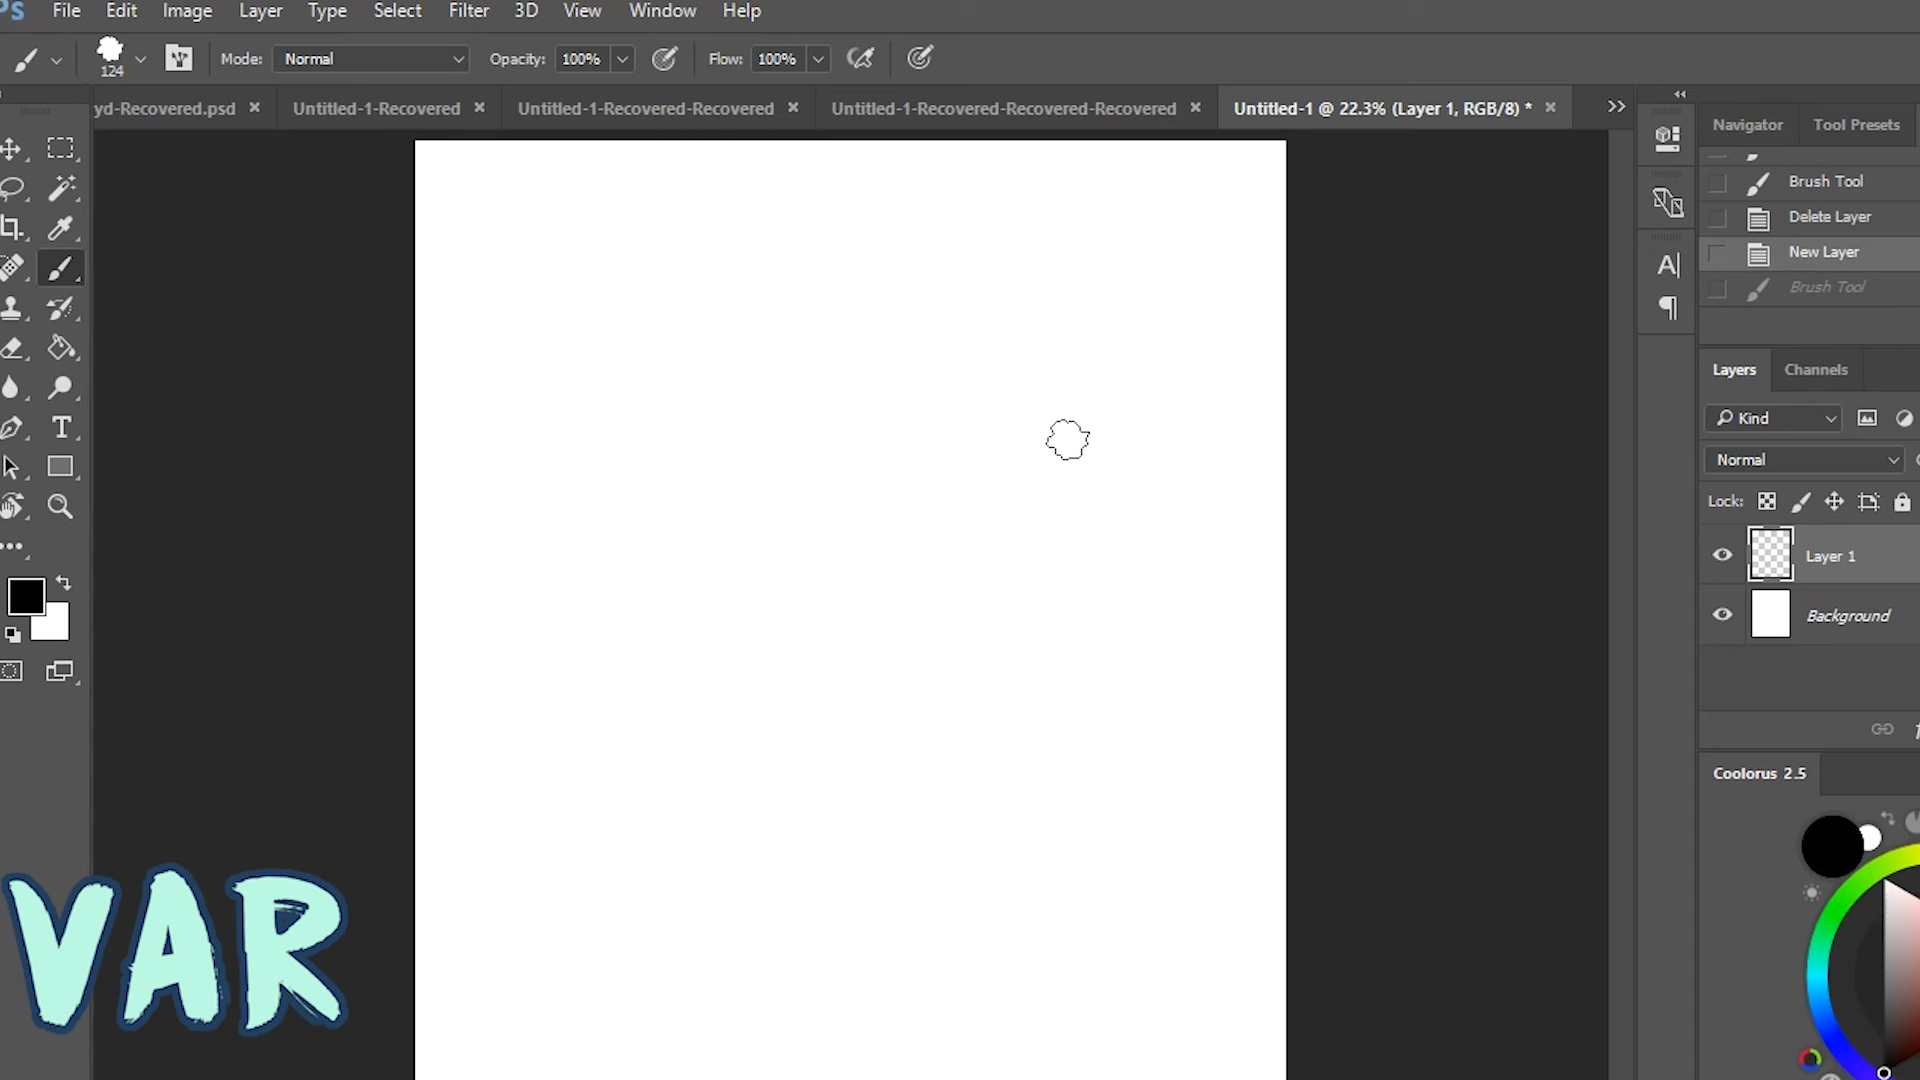 Ps File Edit Image Layer Type Select Filter 3D View Window Help
124 Mode: Normal Opacity: 100% Flow: 100%
yd-Recovered.psd × Untitled-1-Recovered × Untitled-1-Recovered-Recovered × Untitled-1-Recovered-Recovered-Recovered × Untitled-1 @ 22.3% (Layer 1, RGB/8) * ×
Navigator Tool Presets
Brush Tool
Delete Layer
New Layer
Brush Tool
Layers Channels
Kind
Normal
Lock:
Layer 1
Background
Coolorus 2.5
VAR